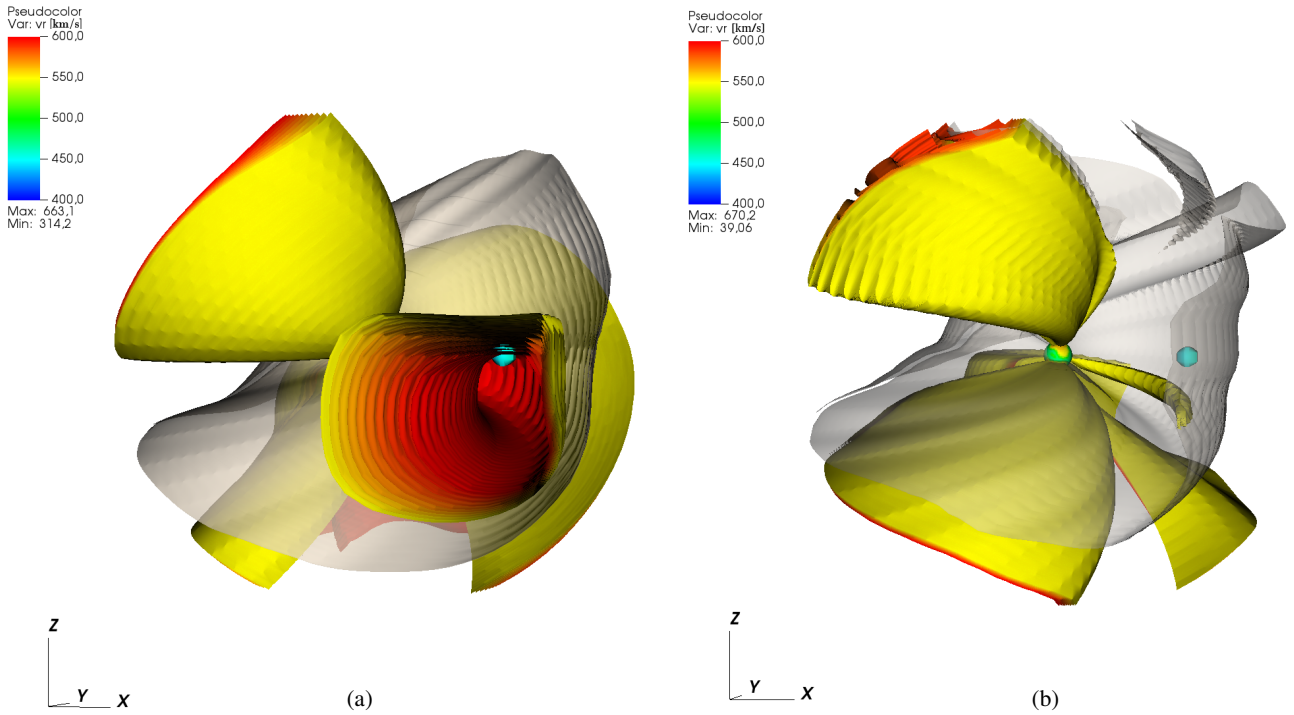 Pseudocolor
Var: vr [km/s]
600,0
550,0
500,0
450,0
400,0
Max: 663,1
Min: 314,2
Z
Y
X
(a)
Pseudocolor
Var: vr [km/s]
600,0
550,0
500,0
450,0
400,0
Max: 670,2
Min: 39,06
Z
Y
X
(b)